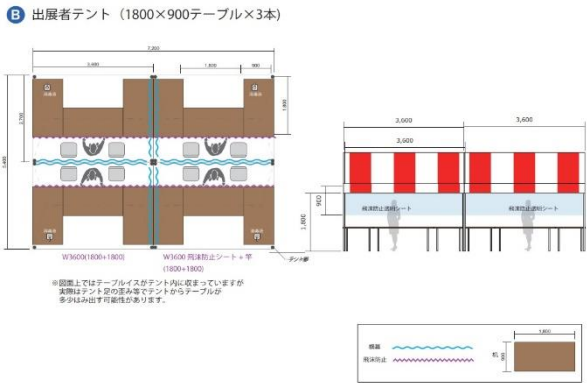 B 出展者テント（1800×900テーブル×3本）
7,200
3,600
1,800
900
1,800
2,700
5,400
W3600(1800+1800)
W3600 飛沫防止シート＋竿
(1800+1800)
テント脚
※図面上ではテーブルイスがテント内に収まっていますが
実際はテント足の歪み等でテントからテーブルが
多少はみ出す可能性があります。
3,600
3,600
3,600
900
1,800
飛沫防止透明シート
飛沫防止透明シート
横幕
飛沫防止
机
1,800
900